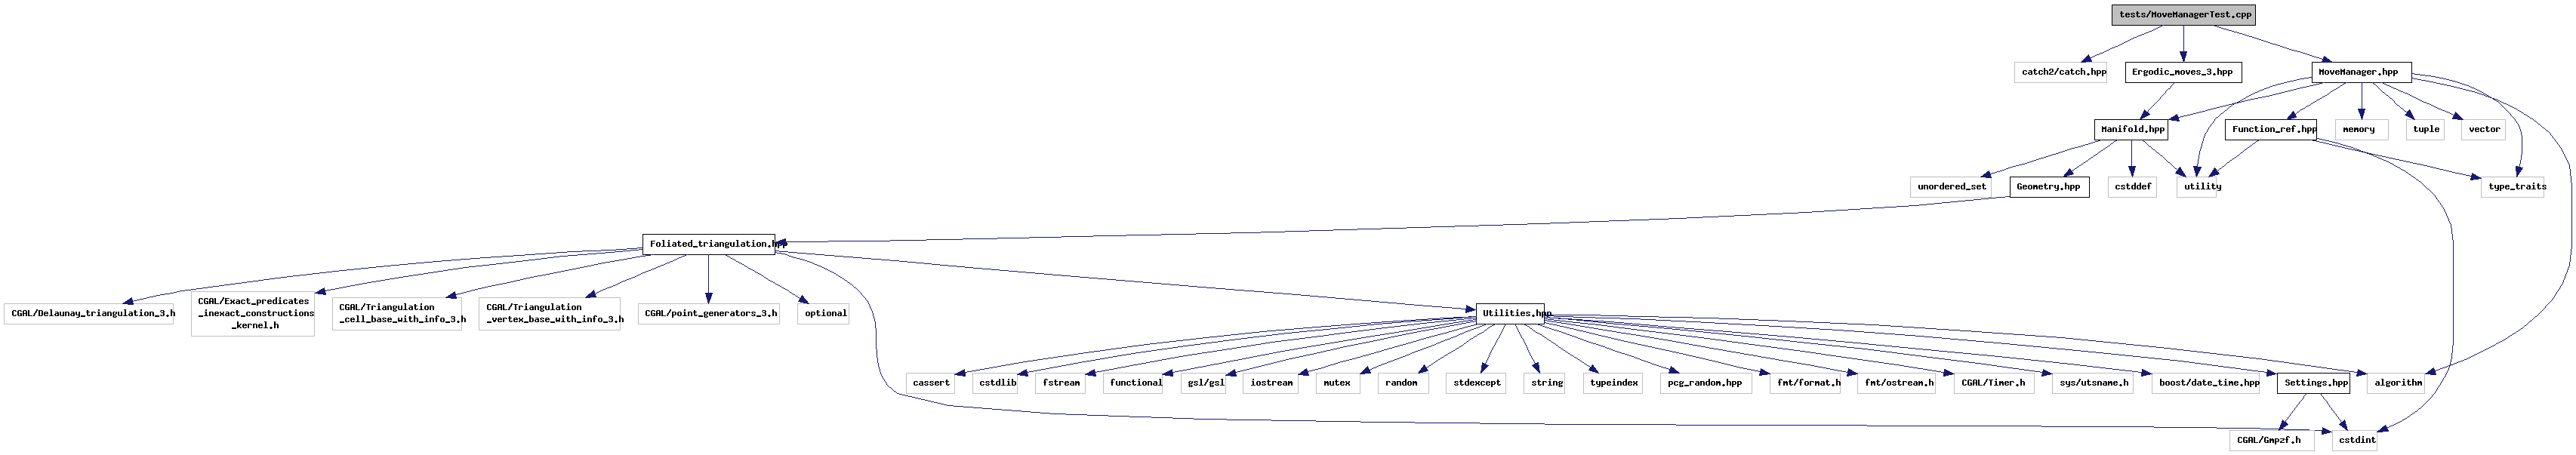 tests/MoveManagerTest.cpp
catch2/catch.hpp
Ergodic_moves_3.hpp
MoveManager.hpp
Manifold.hpp
Function_ref.hpp
memory
tuple
vector
unordered_set
Geometry.hpp
cstddef
utility
type_traits
Foliated_triangulation.hpp
CGAL/Delaunay_triangulation_3.h
CGAL/Exact_predicates
_inexact_constructions
_kernel.h
CGAL/Triangulation
_cell_base_with_info_3.h
CGAL/Triangulation
_vertex_base_with_info_3.h
CGAL/point_generators_3.h
optional
Utilities.hpp
cassert
cstdlib
fstream
functional
gsl/gsl
iostream
mutex
random
stdexcept
string
typeindex
pcg_random.hpp
fmt/format.h
fmt/ostream.h
CGAL/Timer.h
sys/utsname.h
boost/date_time.hpp
Settings.hpp
algorithm
CGAL/Gmpzf.h
cstdint